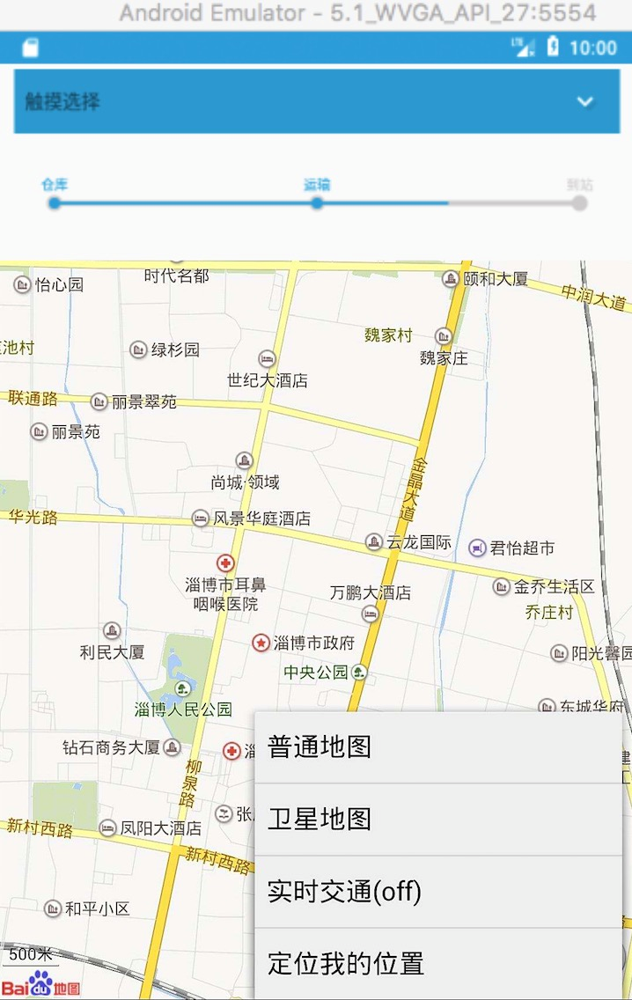 Android Emulator - 5.1_WVGA_API_27:5554
LTE
10:00
触摸选择
仓库
运输
到站
时代名都
颐和大厦
怡心园
中润大道
池村
魏家村
绿杉园
魏家庄
世纪大酒店
联通路
丽景翠苑
丽景苑
金晶大道
尚城·领域
华光路
风景华庭酒店
云龙国际
君怡超市
淄博市耳鼻
咽喉医院
万鹏大酒店
金乔生活区
乔庄村
利民大厦
淄博市政府
阳光馨园
中央公园
淄博人民公园
东城华府
钻石商务大厦
淄
普通地图
建
柳泉路
张
卫星地图
新村西路
凤阳大酒店
新村西路
实时交通(off)
和平小区
路
500米
定位我的位置
Bai du 地图